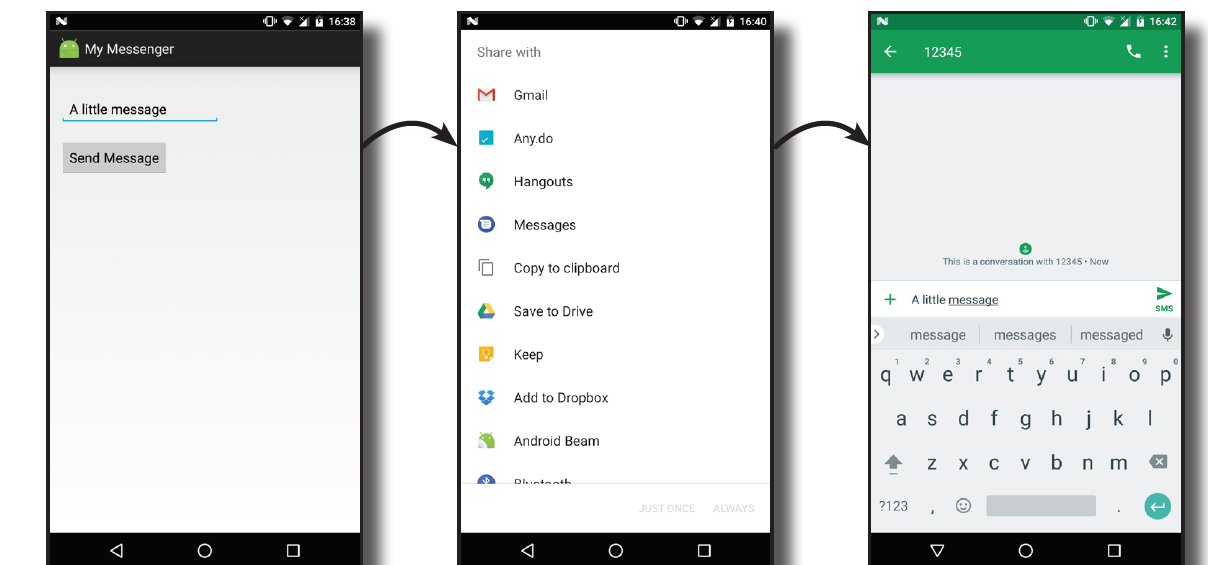 16:38
My Messenger
A little message
Send Message
16:40
Share with
Gmail
Any.do
Hangouts
Messages
Copy to clipboard
Save to Drive
Keep
Add to Dropbox
Android Beam
Bluetooth
JUST ONCE ALWAYS
16:42
12345
This is a conversation with 12345 • Now
A little message
SMS
message messages messaged
1 2 3 4 5 6 7 8 9 0
q w e r t y u i o p
a s d f g h j k l
z x c v b n m
?123 , .